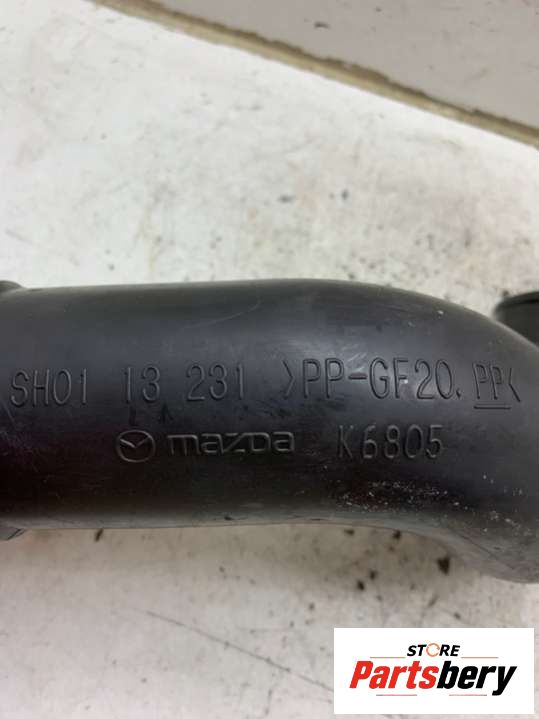 SH01 13 231 >PP-GF20. PP<
mazda K6805
STORE
Partsbery